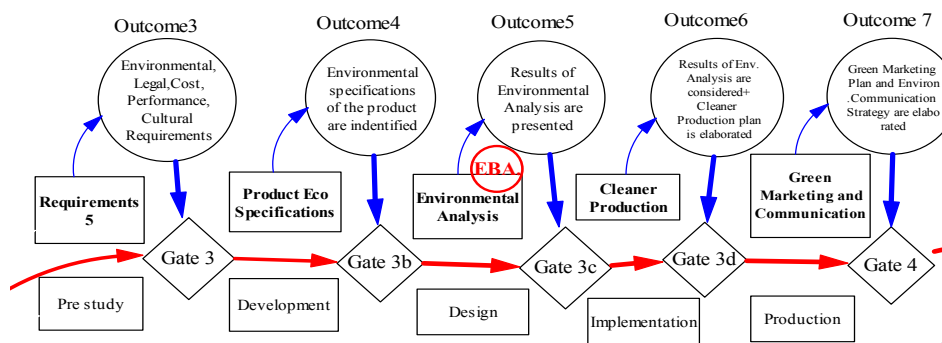 Outcome3
Outcome4
Outcome5
Outcome6
Outcome 7
Environmental,
Legal,Cost,
Performance,
Cultural
Requirements
Environmental
specifications
of the product
are indentified
Results of
Environmental
Analysis are
presented
Results of Env.
Analysis are
considered+
Cleaner
Production plan
is elaborated
Green Marketing
Plan and Environ
.Communication
Strategy are elabo
rated
EBA
Requirements
5
Product Eco
Specifications
Environmental
Analysis
Cleaner
Production
Green
Marketing and
Communication
Gate 3
Gate 3b
Gate 3c
Gate 3d
Gate 4
Pre study
Development
Design
Implementation
Production